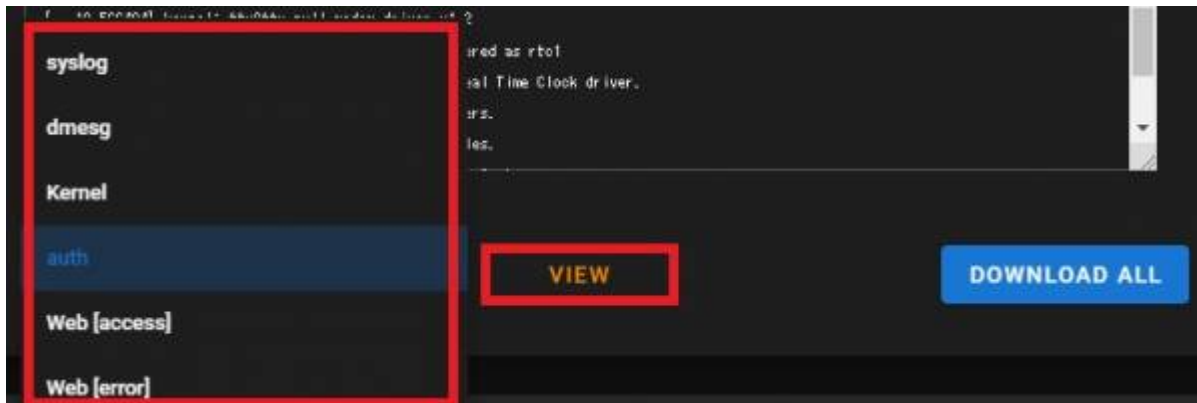 ered as rtc1
eal Time Clock driver.
ers.
les.
syslog
dmesg
Kernel
auth
Web [access]
Web [error]
VIEW
DOWNLOAD ALL